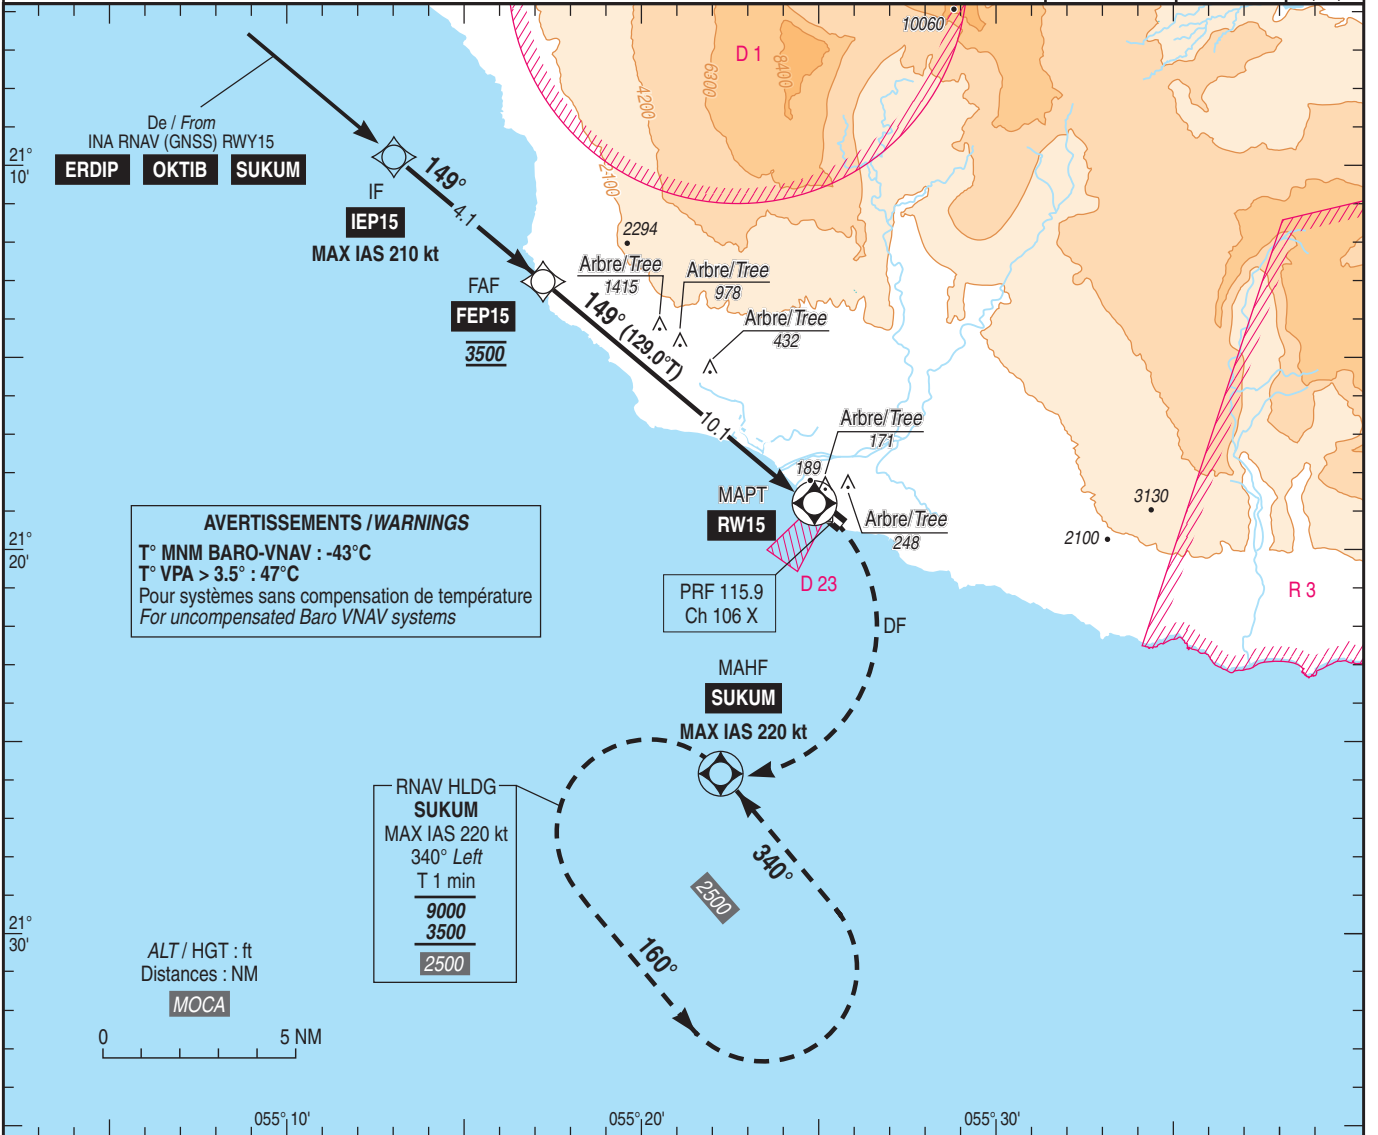 10060
D 1
8400
6300
4200
2100
De / From
INA RNAV (GNSS) RWY15
ERDIP OKTIB SUKUM
21°
10'
149°
4.1
IF
IEP15
MAX IAS 210 kt
2294
Arbre/Tree
1415
Arbre/Tree
978
Arbre/Tree
432
FAF
FEP15
3500
149° (129.0°T)
10.1
Arbre/Tree
171
189
MAPT
RW15
Arbre/Tree
248
3130
2100
AVERTISSEMENTS /WARNINGS
T° MNM BARO-VNAV : -43°C
T° VPA > 3.5° : 47°C
Pour systèmes sans compensation de température
For uncompensated Baro VNAV systems
21°
20'
D 23
PRF 115.9
Ch 106 X
R 3
DF
MAHF
SUKUM
MAX IAS 220 kt
RNAV HLDG
SUKUM
MAX IAS 220 kt
340° Left
T 1 min
9000
3500
2500
340°
2500
160°
21°
30'
ALT / HGT : ft
Distances : NM
MOCA
0 5 NM
055° 10' 055° 20' 055° 30'